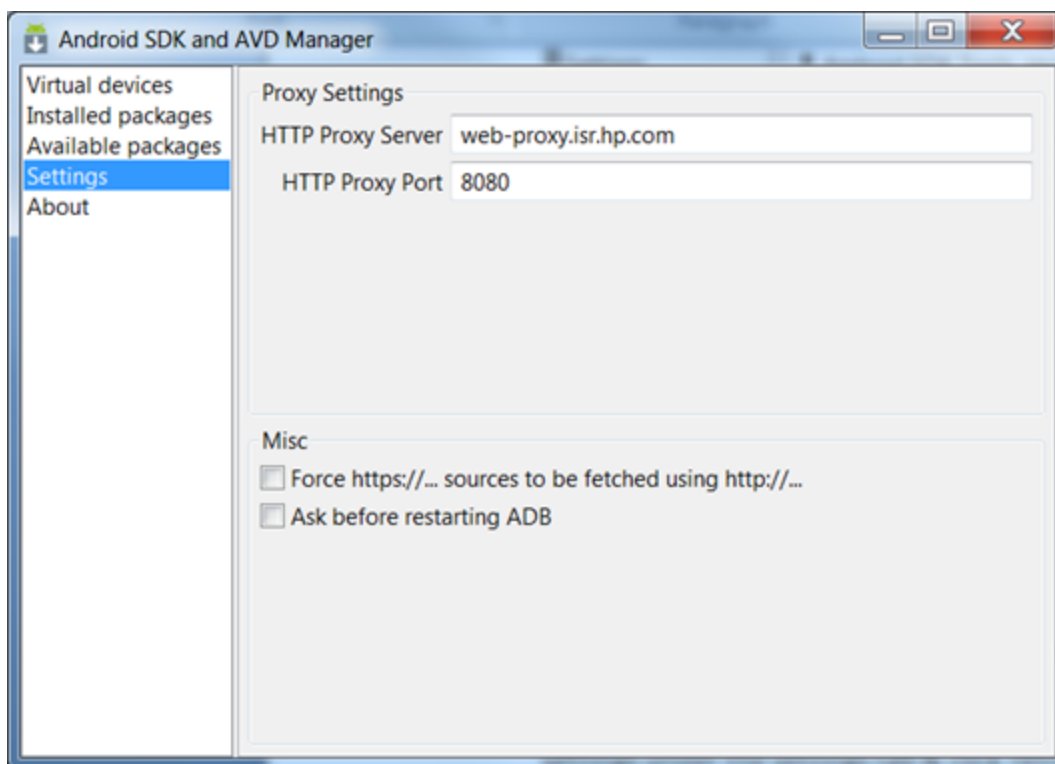 Android SDK and AVD Manager
Virtual devices
Installed packages
Available packages
Settings
About
Proxy Settings
HTTP Proxy Server web-proxy.isr.hp.com
HTTP Proxy Port 8080
Misc
Force https://... sources to be fetched using http://...
Ask before restarting ADB